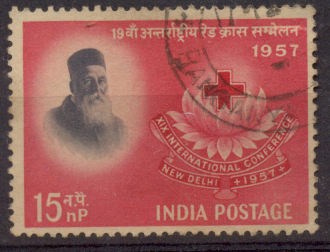 19वाँ अन्तर्राष्ट्रीय रेड क्रास सम्मेलन
1957
XIX INTERNATIONAL CONFERENCE
NEW DELHI +1957+
15 न.पै.
nP
INDIA POSTAGE